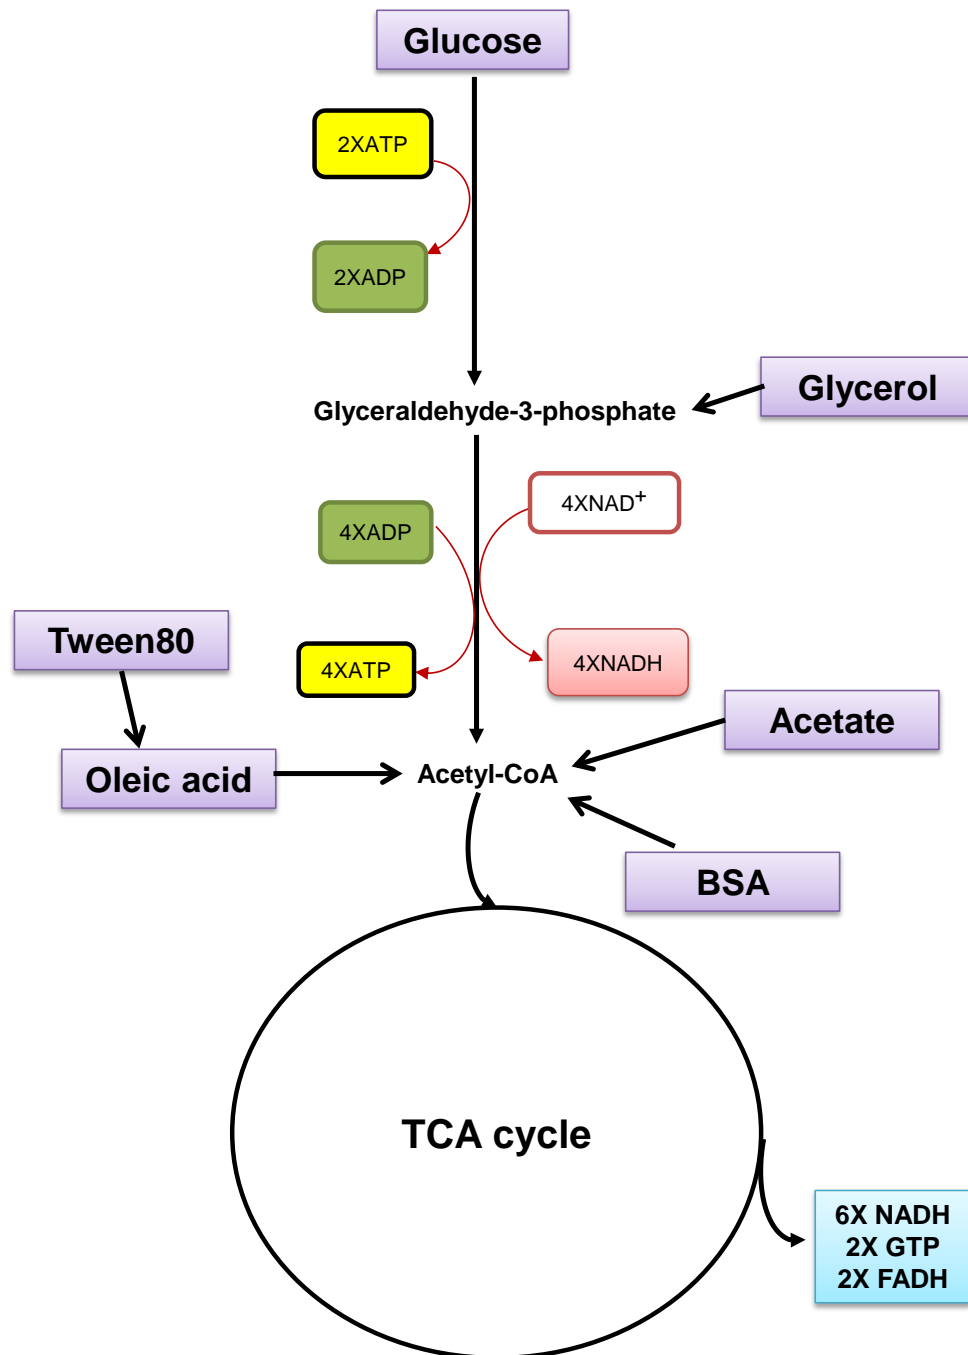 Glucose
2XATP
2XADP
Glycerol
Glyceraldehyde-3-phosphate
4XNAD⁺
4XADP
Tween80
4XATP
4XNADH
Acetate
Oleic acid
Acetyl-CoA
BSA
TCA cycle
6X NADH
2X GTP
2X FADH